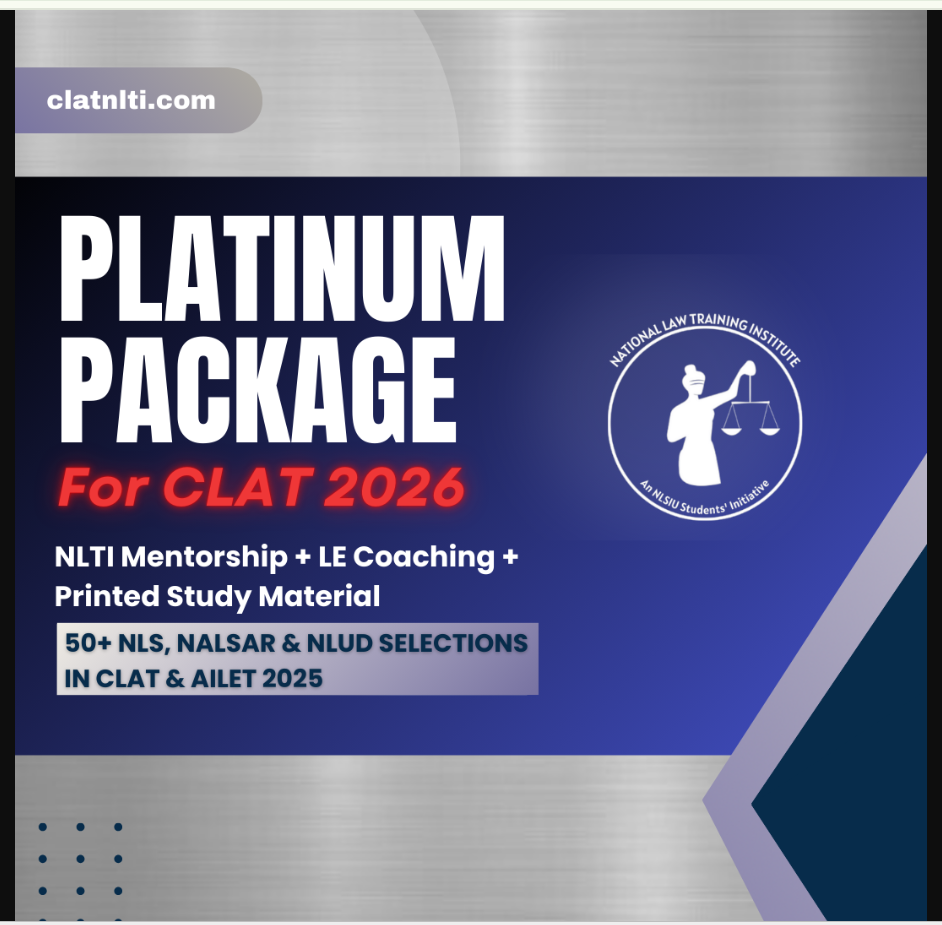 clatnlti.com
PLATINUM
PACKAGE
For CLAT 2026
NATIONAL LAW TRAINING INSTITUTE
An NLSIU Students' Initiative
NLTI Mentorship + LE Coaching +
Printed Study Material
50+ NLS, NALSAR & NLUD SELECTIONS
IN CLAT & AILET 2025